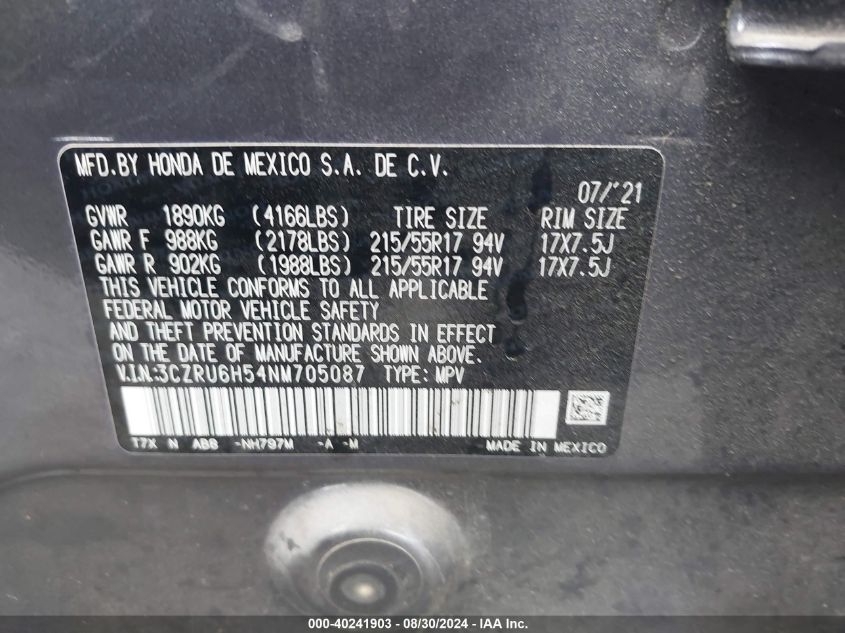 MFD.BY HONDA DE MEXICO S.A. DE C.V.
07/'21
GVWR 1890KG (4166LBS) TIRE SIZE RIM SIZE
GAWR F 988KG (2178LBS) 215/55R17 94V 17X7.5J
GAWR R 902KG (1988LBS) 215/55R17 94V 17X7.5J
THIS VEHICLE CONFORMS TO ALL APPLICABLE
FEDERAL MOTOR VEHICLE SAFETY
AND THEFT PREVENTION STANDARDS IN EFFECT
ON THE DATE OF MANUFACTURE SHOWN ABOVE.
V.I.N.:3CZRU6H54NM705087 TYPE: MPV
T7X N ABB -NH797M -A -M MADE IN MEXICO
000-40241903 - 08/30/2024 - IAA, Inc.